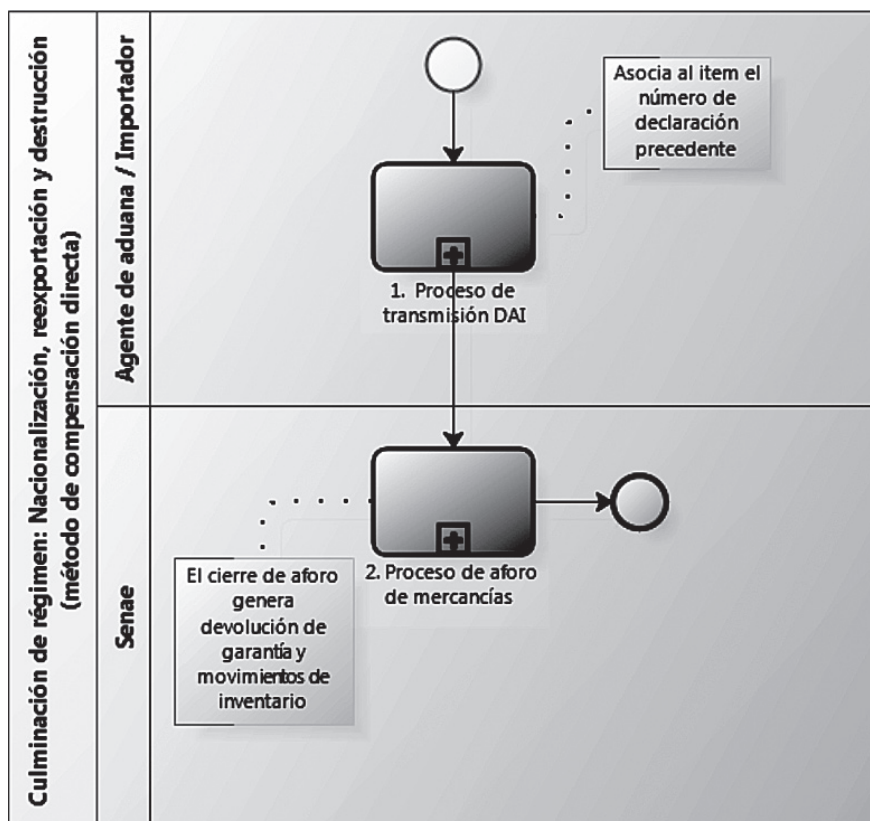 Culminación de régimen: Nacionalización, reexportación y destrucción
(método de compensación directa)
Agente de aduana / Importador
Asocia al item el
número de
declaración
precedente
1. Proceso de
transmisión DAI
Senae
El cierre de aforo
genera
devolución de
garantía y
movimientos de
inventario
2. Proceso de aforo
de mercancías